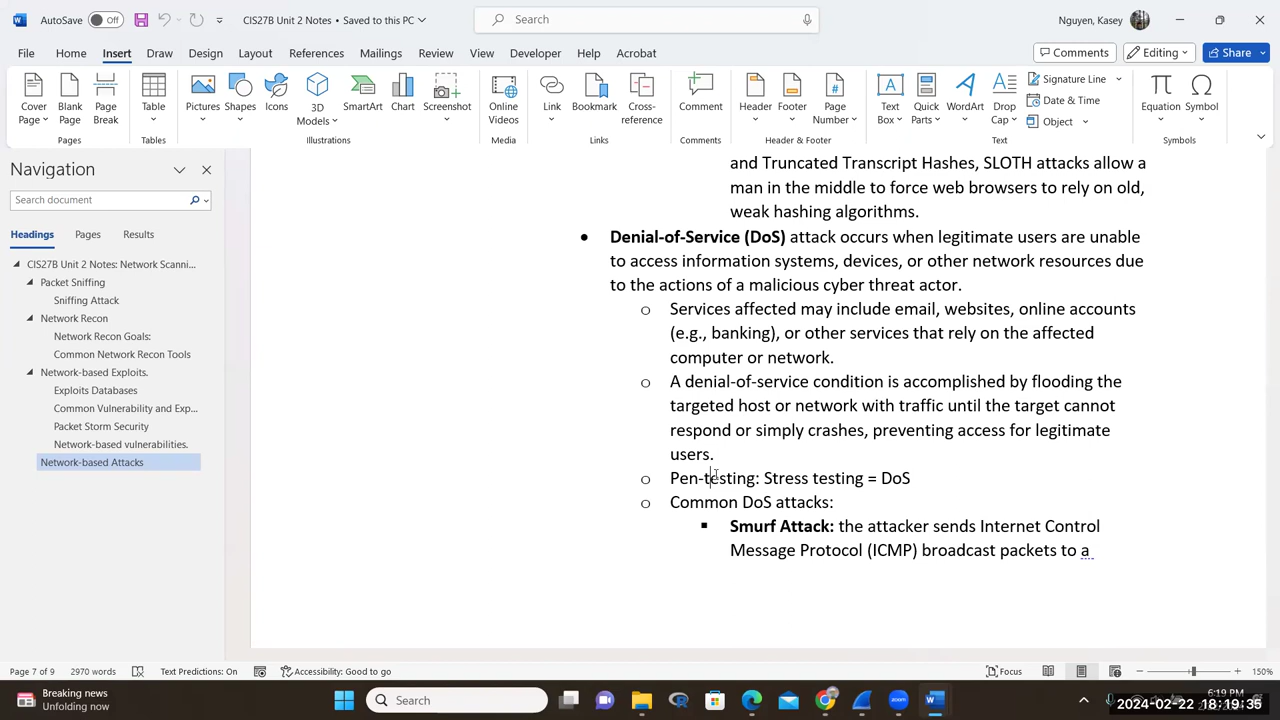 AutoSave Off CIS27B Unit 2 Notes • Saved to this PC Search Nguyen, Kasey
File Home Insert Draw Design Layout References Mailings Review View Developer Help Acrobat Comments Editing Share
Cover Page Blank Page Page Break Table Pictures Shapes Icons 3D Models SmartArt Chart Screenshot Online Videos Link Bookmark Cross-reference Comment Header Footer Page Number Text Box Quick Parts WordArt Drop Cap Signature Line Date & Time Object Equation Symbol
Pages Tables Illustrations Media Links Comments Header & Footer Text Symbols
Navigation
Search document
Headings Pages Results
CIS27B Unit 2 Notes: Network Scanni...
Packet Sniffing
Sniffing Attack
Network Recon
Network Recon Goals:
Common Network Recon Tools
Network-based Exploits.
Exploits Databases
Common Vulnerability and Exp...
Packet Storm Security
Network-based vulnerabilities.
Network-based Attacks
and Truncated Transcript Hashes, SLOTH attacks allow a
man in the middle to force web browsers to rely on old,
weak hashing algorithms.
• Denial-of-Service (DoS) attack occurs when legitimate users are unable
to access information systems, devices, or other network resources due
to the actions of a malicious cyber threat actor.
o Services affected may include email, websites, online accounts
(e.g., banking), or other services that rely on the affected
computer or network.
o A denial-of-service condition is accomplished by flooding the
targeted host or network with traffic until the target cannot
respond or simply crashes, preventing access for legitimate
users.
o Pen-testing: Stress testing = DoS
o Common DoS attacks:
▪ Smurf Attack: the attacker sends Internet Control
Message Protocol (ICMP) broadcast packets to a
Page 7 of 9 2970 words Text Predictions: On Accessibility: Good to go Focus 150%
Breaking news
Unfolding now
Search
6:19 PM
2024-02-22 18:19:35